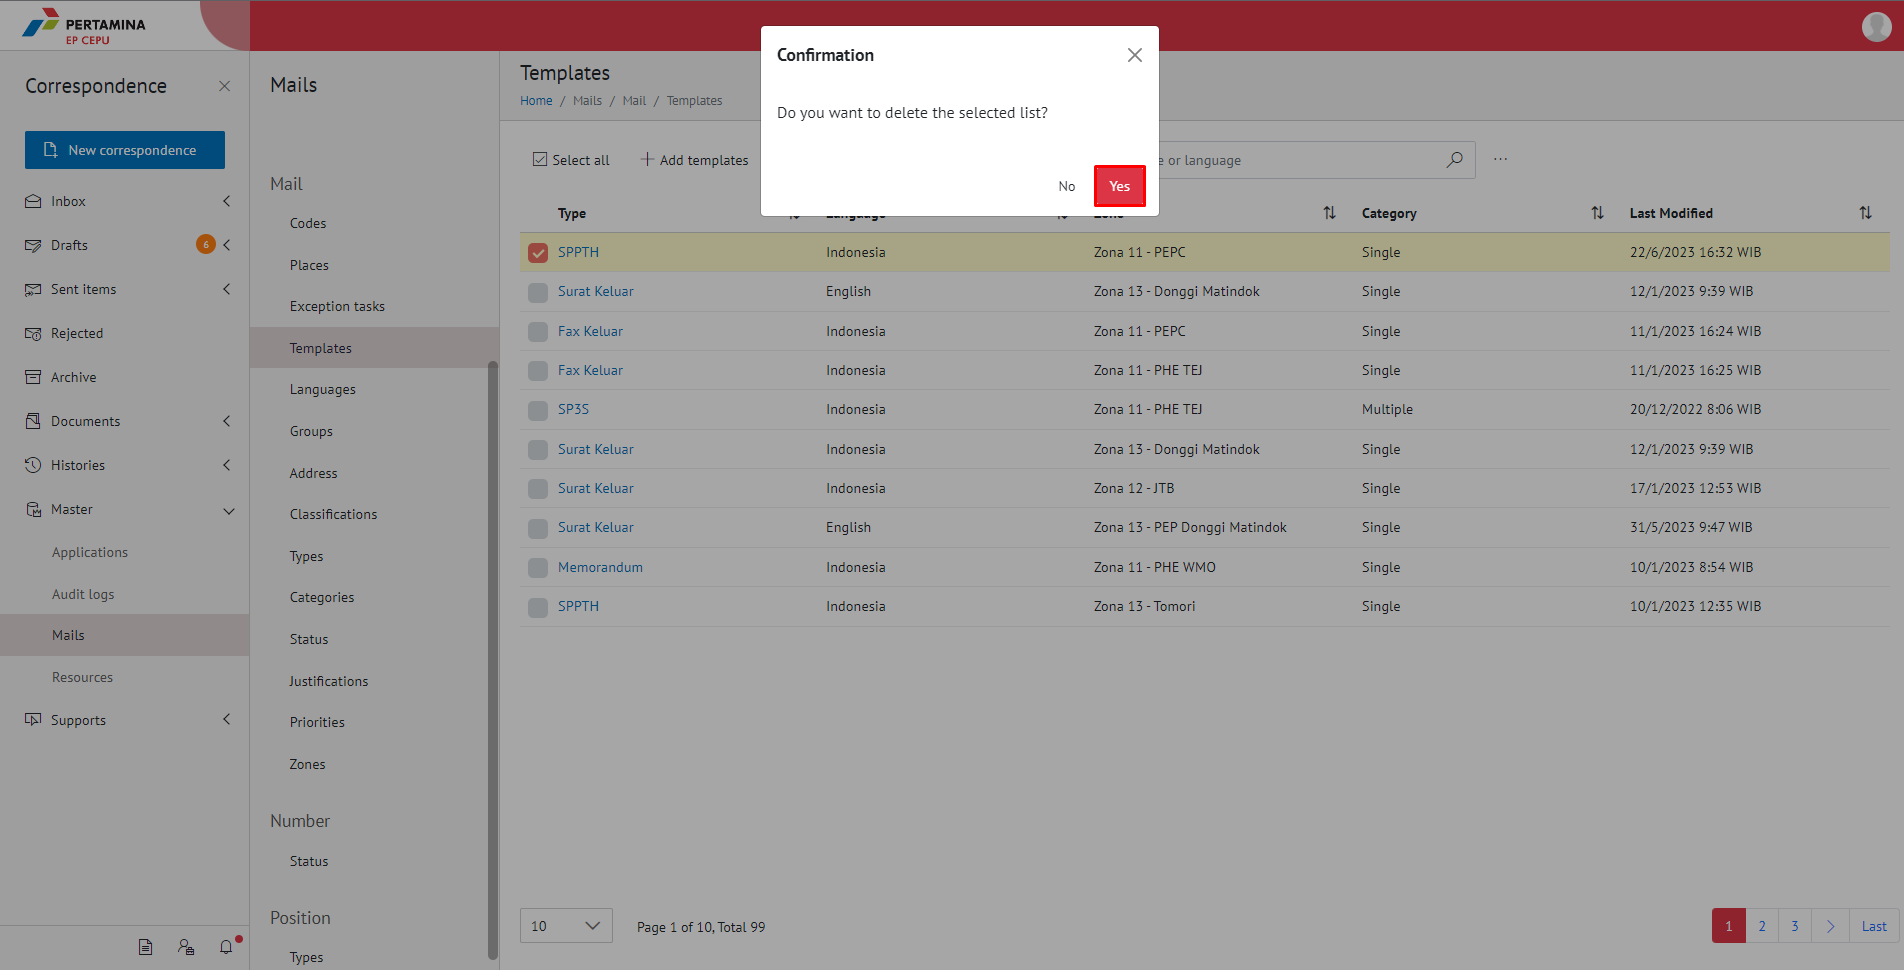 PERTAMINA
EP CEPU
Correspondence
New correspondence
Inbox
Drafts
6
Sent items
Rejected
Archive
Documents
Histories
Master
Applications
Audit logs
Mails
Resources
Supports
Mails
Mail
Codes
Places
Exception tasks
Templates
Languages
Groups
Address
Classifications
Types
Categories
Status
Justifications
Priorities
Zones
Number
Status
Position
Types
Templates
Home / Mails / Mail / Templates
Confirmation
Do you want to delete the selected list?
No Yes
Select all Add templates or language ...
Type Language Last Modified Category
SPPTH Indonesia Zona 11 - PEPC Single 22/6/2023 16:32 WIB
Surat Keluar English Zona 13 - Donggi Matindok Single 12/1/2023 9:39 WIB
Fax Keluar Indonesia Zona 11 - PEPC Single 11/1/2023 16:24 WIB
Fax Keluar Indonesia Zona 11 - PHE TEJ Single 11/1/2023 16:25 WIB
SP3S Indonesia Zona 11 - PHE TEJ Multiple 20/12/2022 8:06 WIB
Surat Keluar Indonesia Zona 13 - Donggi Matindok Single 12/1/2023 9:39 WIB
Surat Keluar Indonesia Zona 12 - JTB Single 17/1/2023 12:53 WIB
Surat Keluar English Zona 13 - PEP Donggi Matindok Single 31/5/2023 9:47 WIB
Memorandum Indonesia Zona 11 - PHE WMO Single 10/1/2023 8:54 WIB
SPPTH Indonesia Zona 13 - Tomori Single 10/1/2023 12:35 WIB
10 Page 1 of 10, Total 99
1 2 3 Last